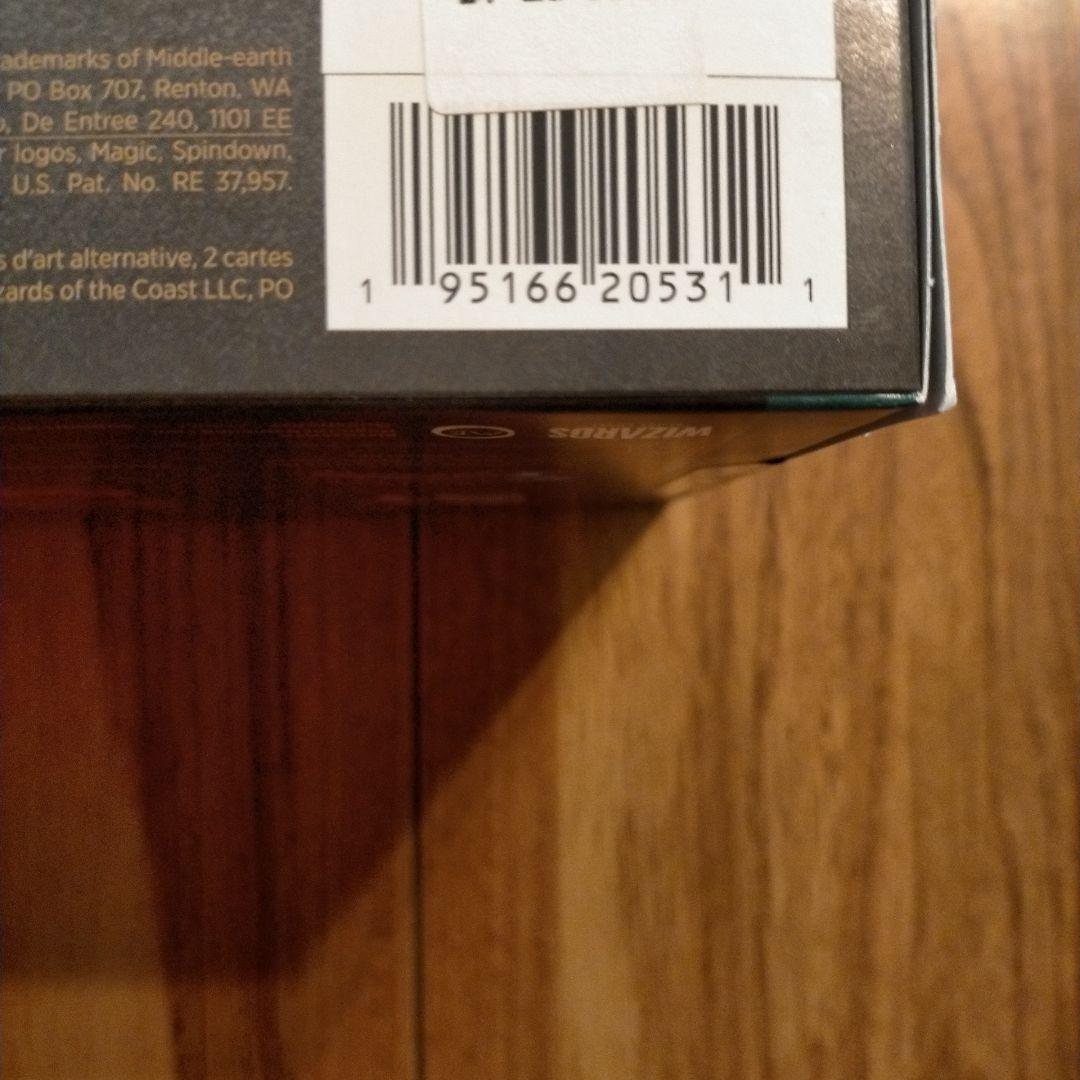 ademarks of Middle-earth
PO Box 707, Renton, WA
De Entree 240, 1101 EE
logos, Magic, Spindown,
U.S. Pat. No. RE 37,957.
s d'art alternative, 2 cartes
zards of the Coast LLC, PO
1 95166 20531 1
WIZARDS